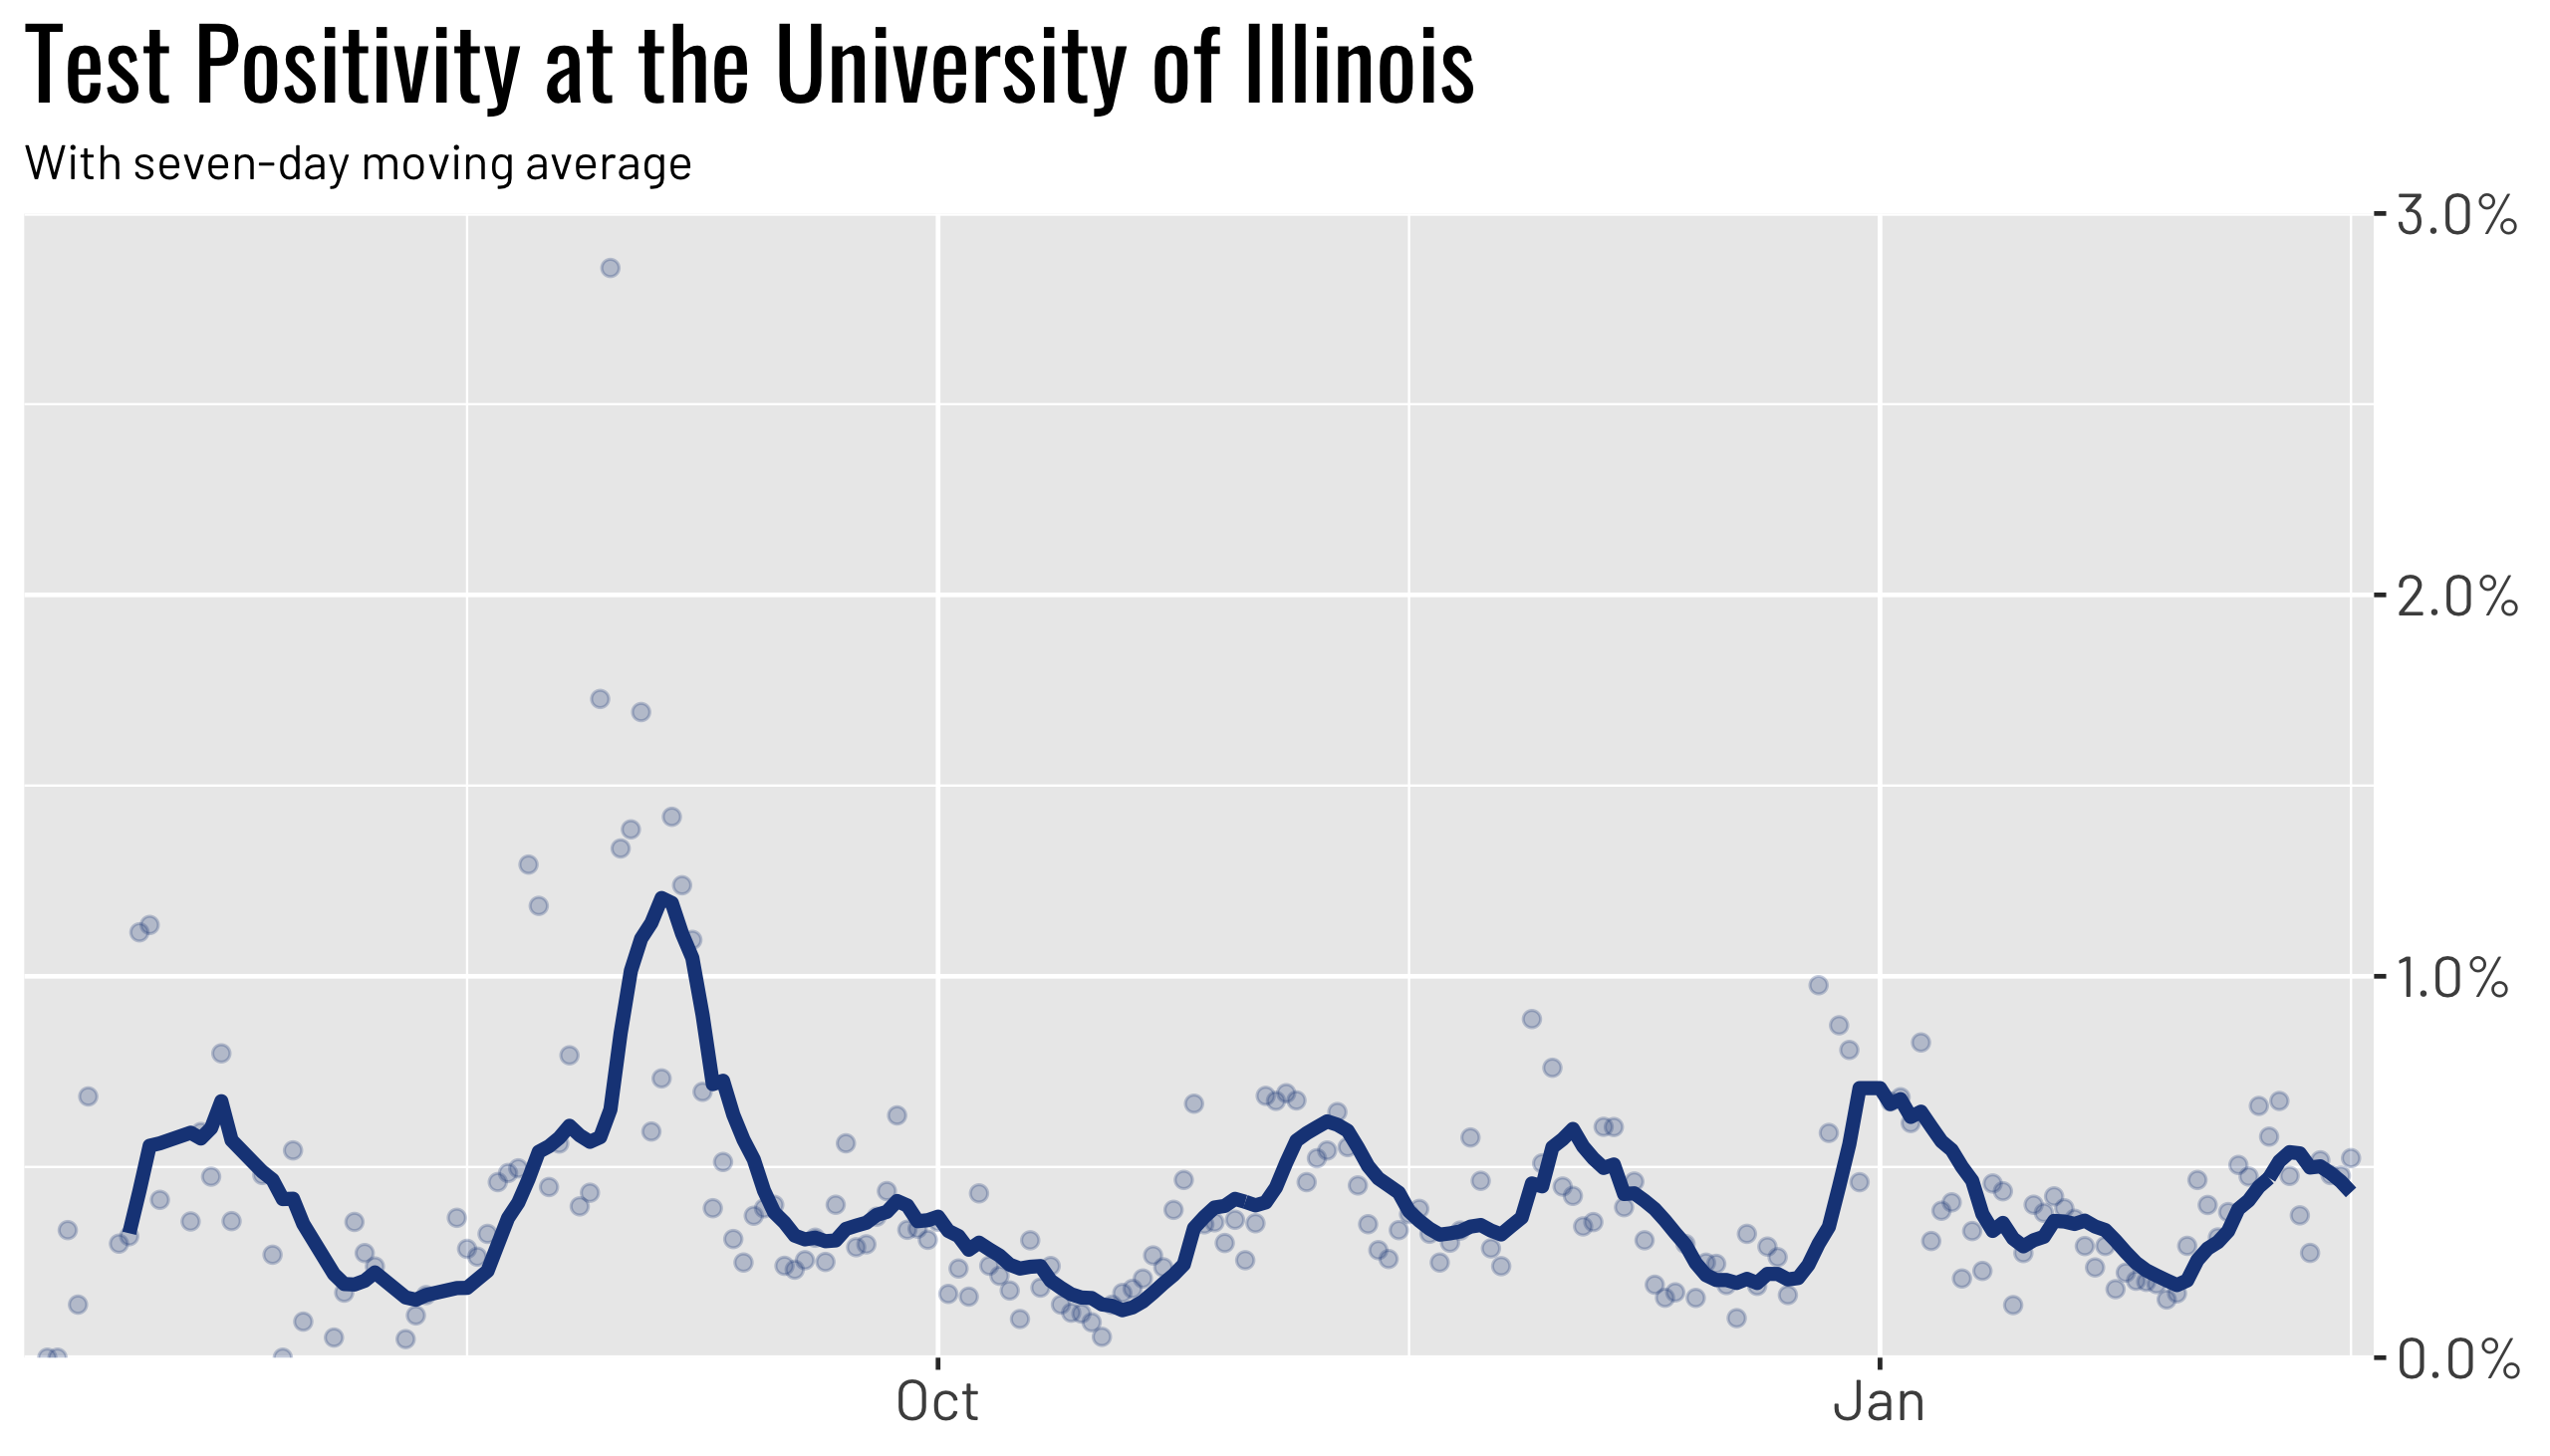 Test Positivity at the University of Illinois
With seven-day moving average
3.0%
2.0%
1.0%
0.0%
Oct
Jan